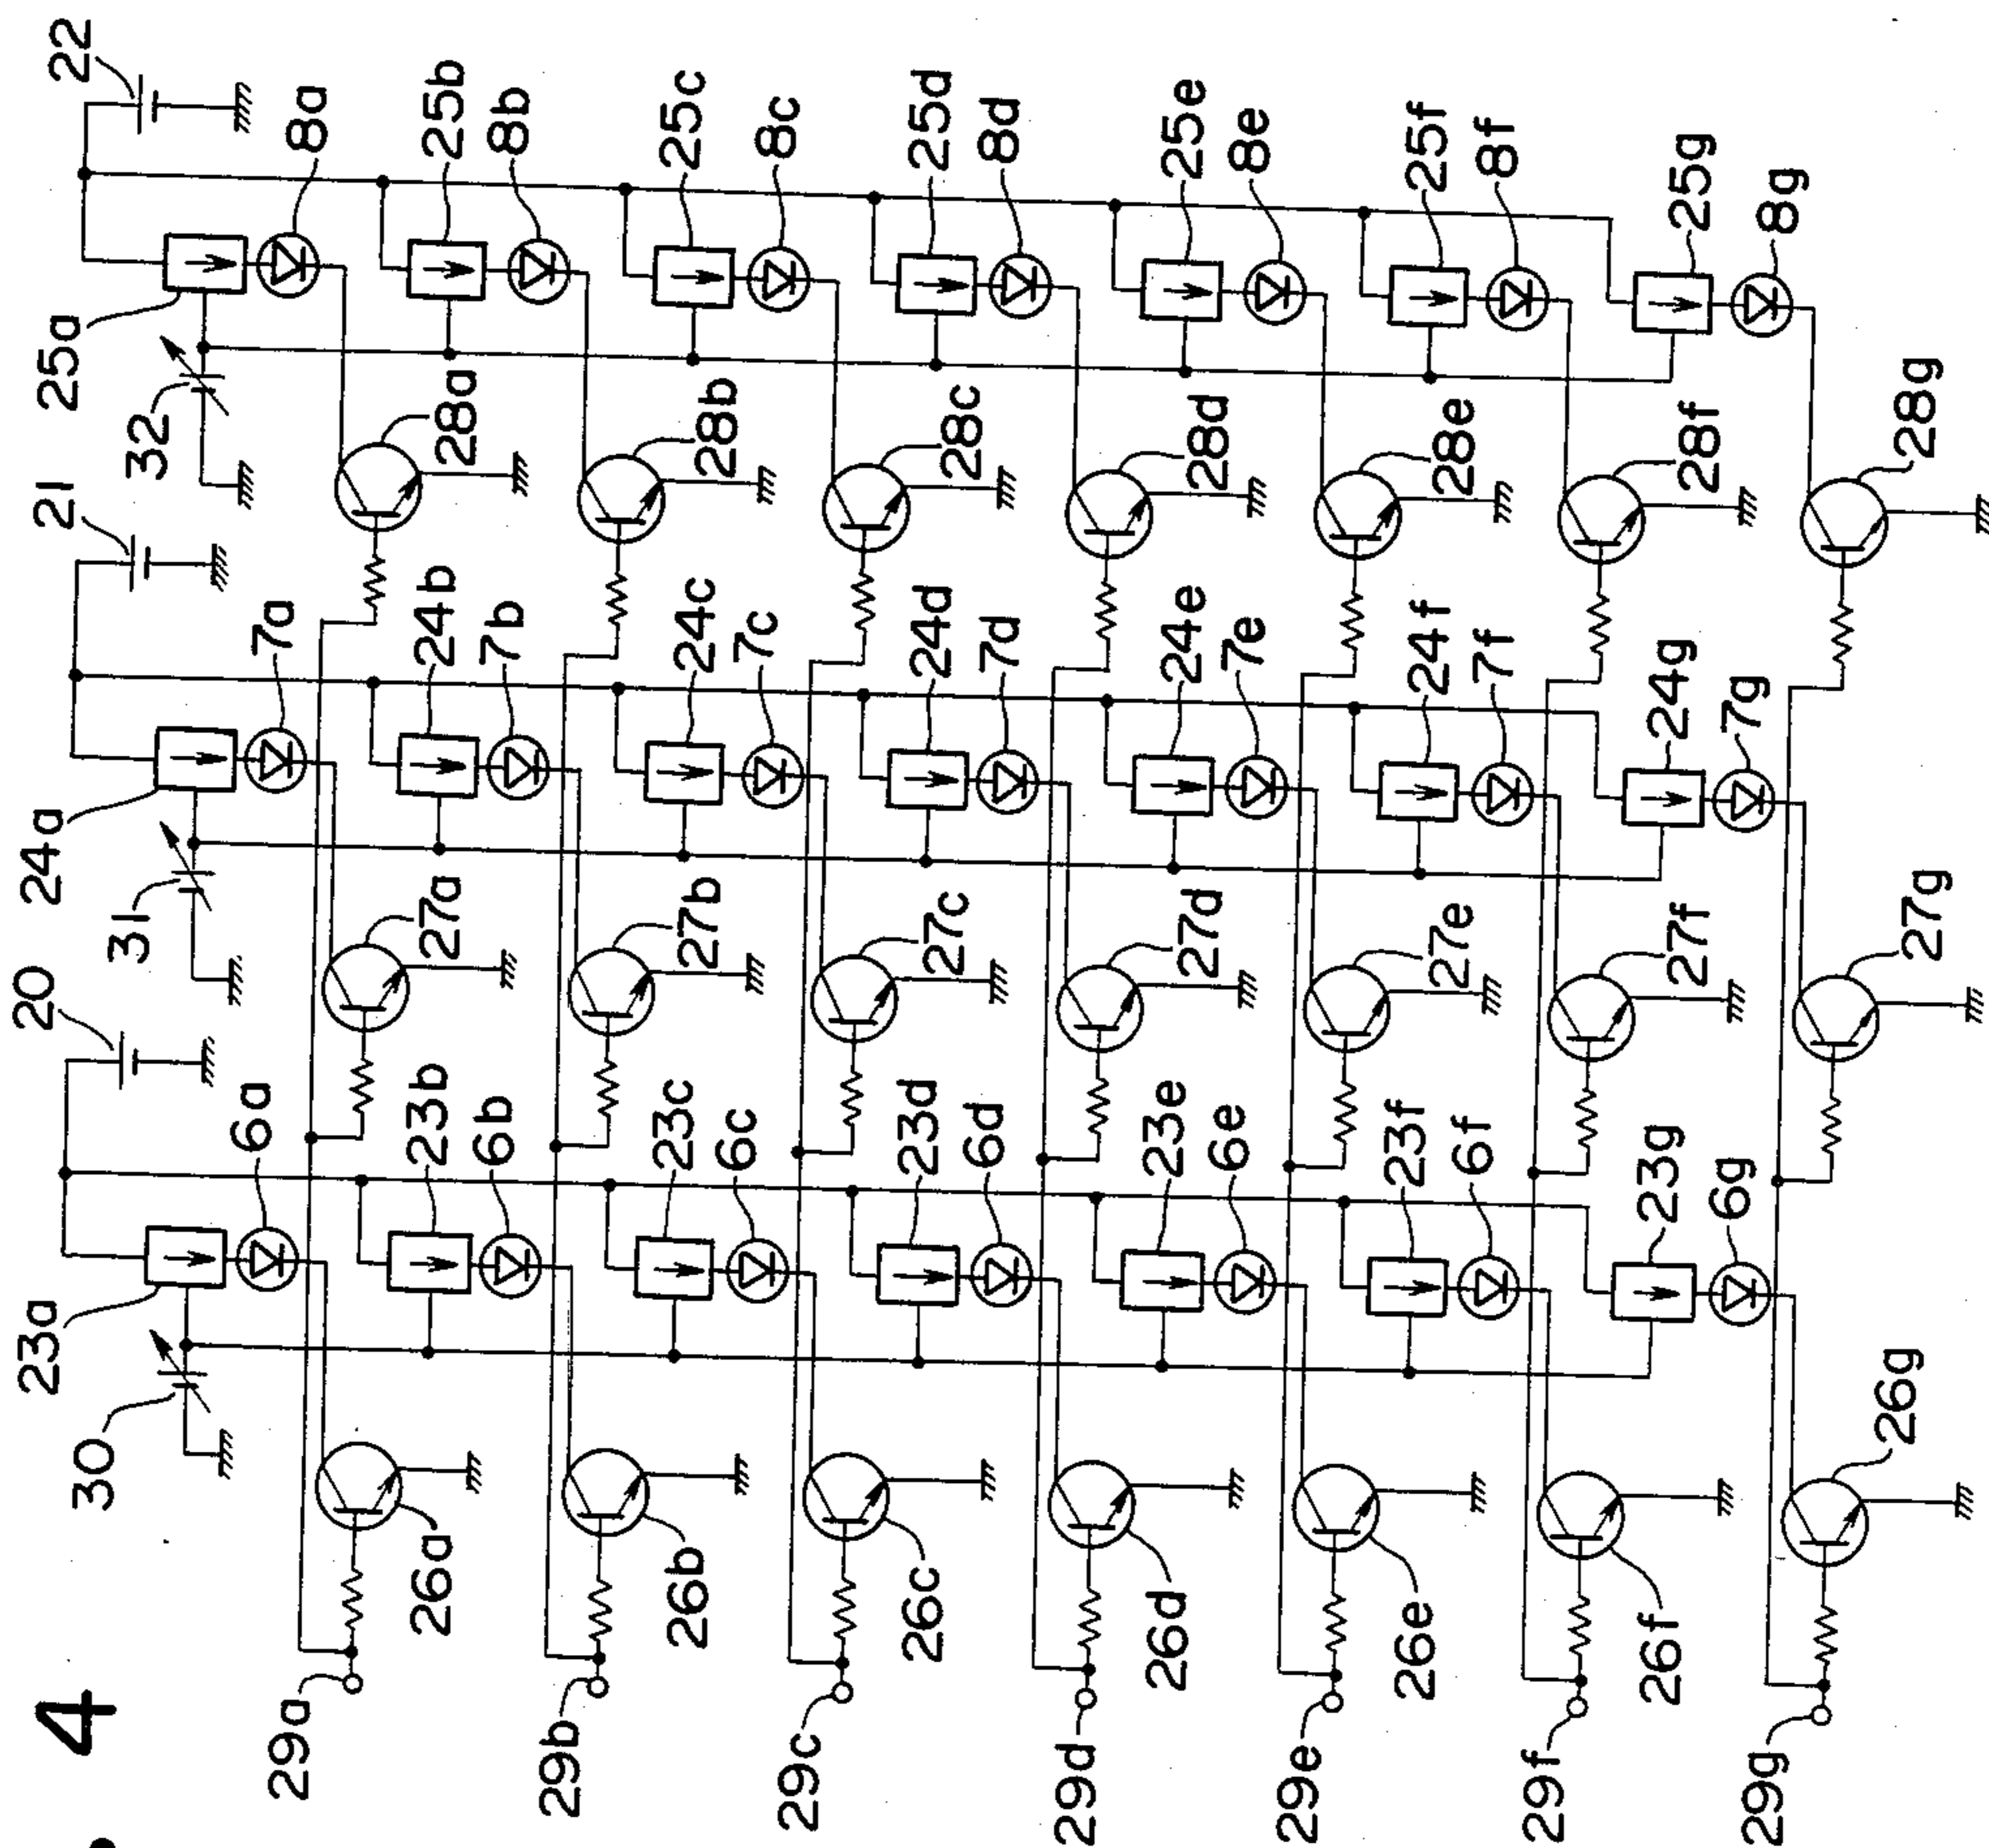 4
23a 20 24a 21 25a 22
30 31 32
29a 6a 7a 8a
26a 23b 27a 24b 28a 25b
29b 6b 7b 8b
26b 23c 27b 24c 28b 25c
29c 6c 7c 8c
26c 23d 27c 24d 28c 25d
29d 6d 7d 8d
26d 23e 27d 24e 28d 25e
29e 6e 7e 8e
26e 23f 27e 24f 28e 25f
29f 6f 7f 8f
26f 23g 27f 24g 28f 25g
29g 6g 7g 8g
26g 27g 28g